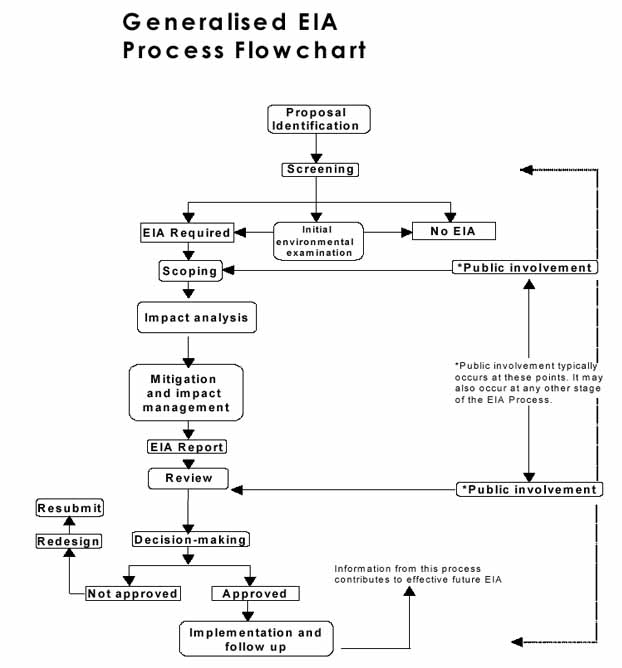 Generalised EIA
Process Flowchart
Proposal
Identification
Screening
EIA Required
Initial
environmental
examination
No EIA
Scoping
*Public involvement
Impact analysis
*Public involvement typically
occurs at these points. It may
also occur at any other stage
of the EIA Process.
Mitigation
and impact
management
EIA Report
Review
*Public involvement
Resubmit
Redesign
Decision-making
Not approved
Approved
Information from this process
contributes to effective future EIA
Implementation and
follow up